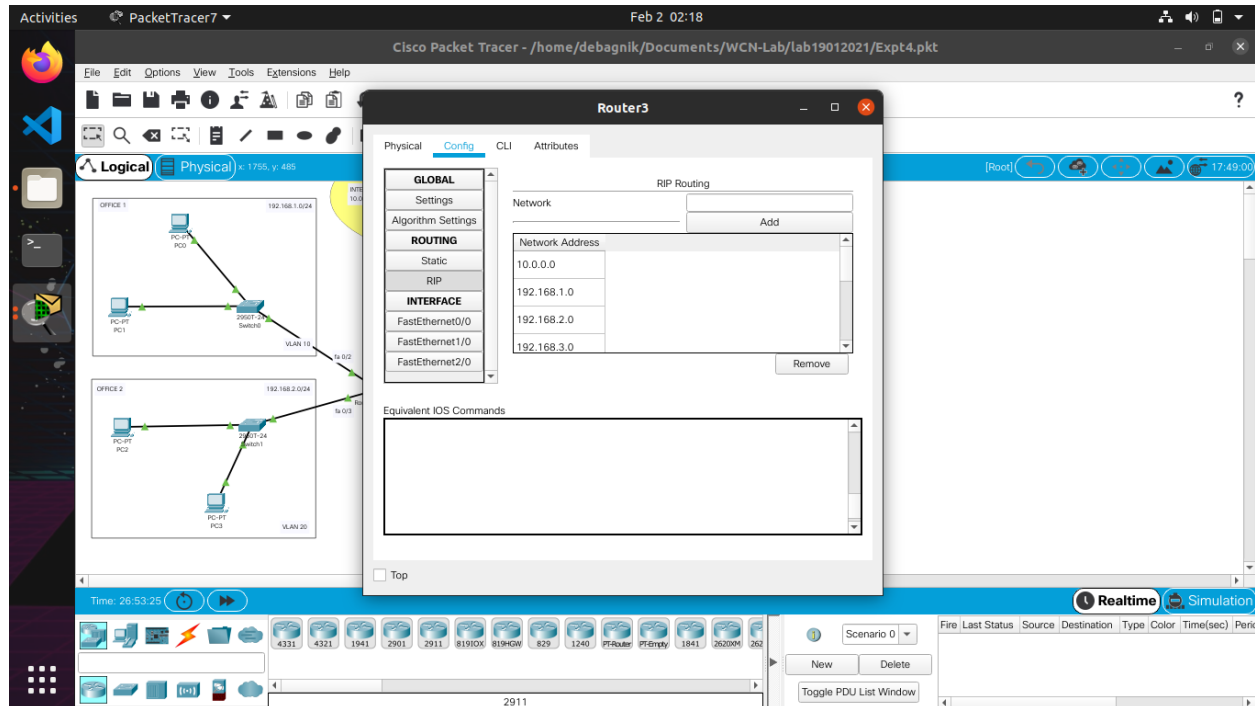 Activities PacketTracer7 Feb 2 02:18
Cisco Packet Tracer - /home/debagnik/Documents/WCN-Lab/lab19012021/Expt4.pkt
File Edit Options View Tools Extensions Help
?
Router3
Physical Config CLI Attributes
Logical Physical x: 1755, y: 485 [Root] 17:49:00
GLOBAL
Settings
Algorithm Settings
ROUTING
Static
RIP
INTERFACE
FastEthernet0/0
FastEthernet1/0
FastEthernet2/0
RIP Routing
Network
Add
Network Address
10.0.0.0
192.168.1.0
192.168.2.0
192.168.3.0
Remove
Equivalent IOS Commands
Top
OFFICE 1 192.168.1.0/24
PC-PT
PC0
PC-PT
PC1
2950T-24
Switch0
VLAN 10
fa 0/2
OFFICE 2 192.168.2.0/24
fa 0/3
PC-PT
PC2
2950T-24
Switch1
PC-PT
PC3
VLAN 20
Time: 26:53:25 Realtime Simulation
4331 4321 1941 2901 2911 819IOX 819HGW 829 1240 PT-Router PT-Empty 1841 2620XM 262
2911
Scenario 0
New Delete
Toggle PDU List Window
Fire Last Status Source Destination Type Color Time(sec) Peric